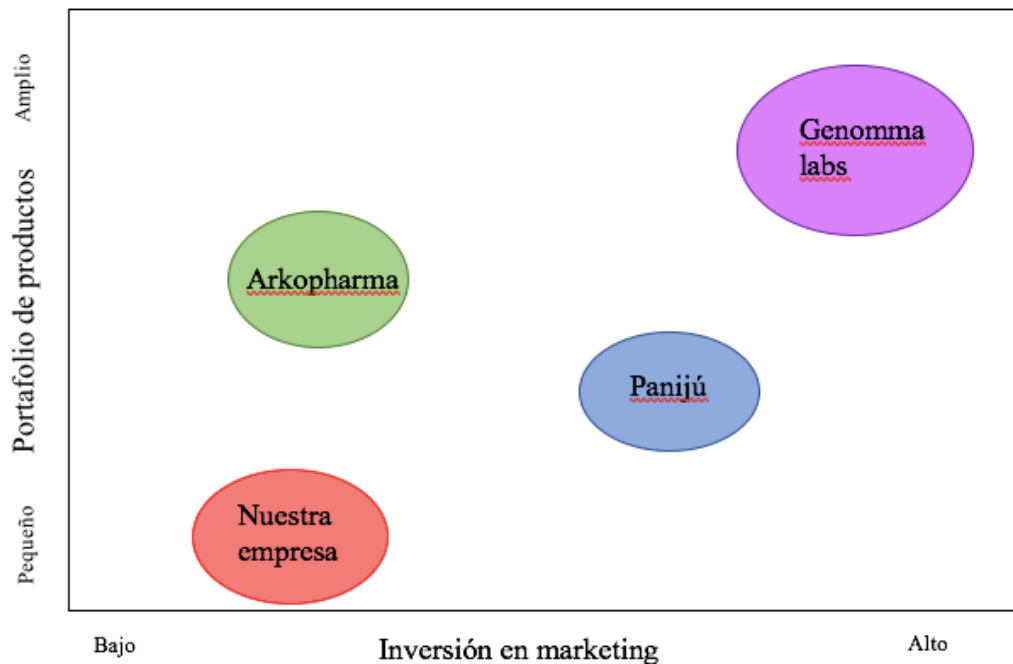 Amplio
Portafolio de productos
Pequeño
Genomma
labs
Arkopharma
Panijú
Nuestra
empresa
Bajo
Inversión en marketing
Alto